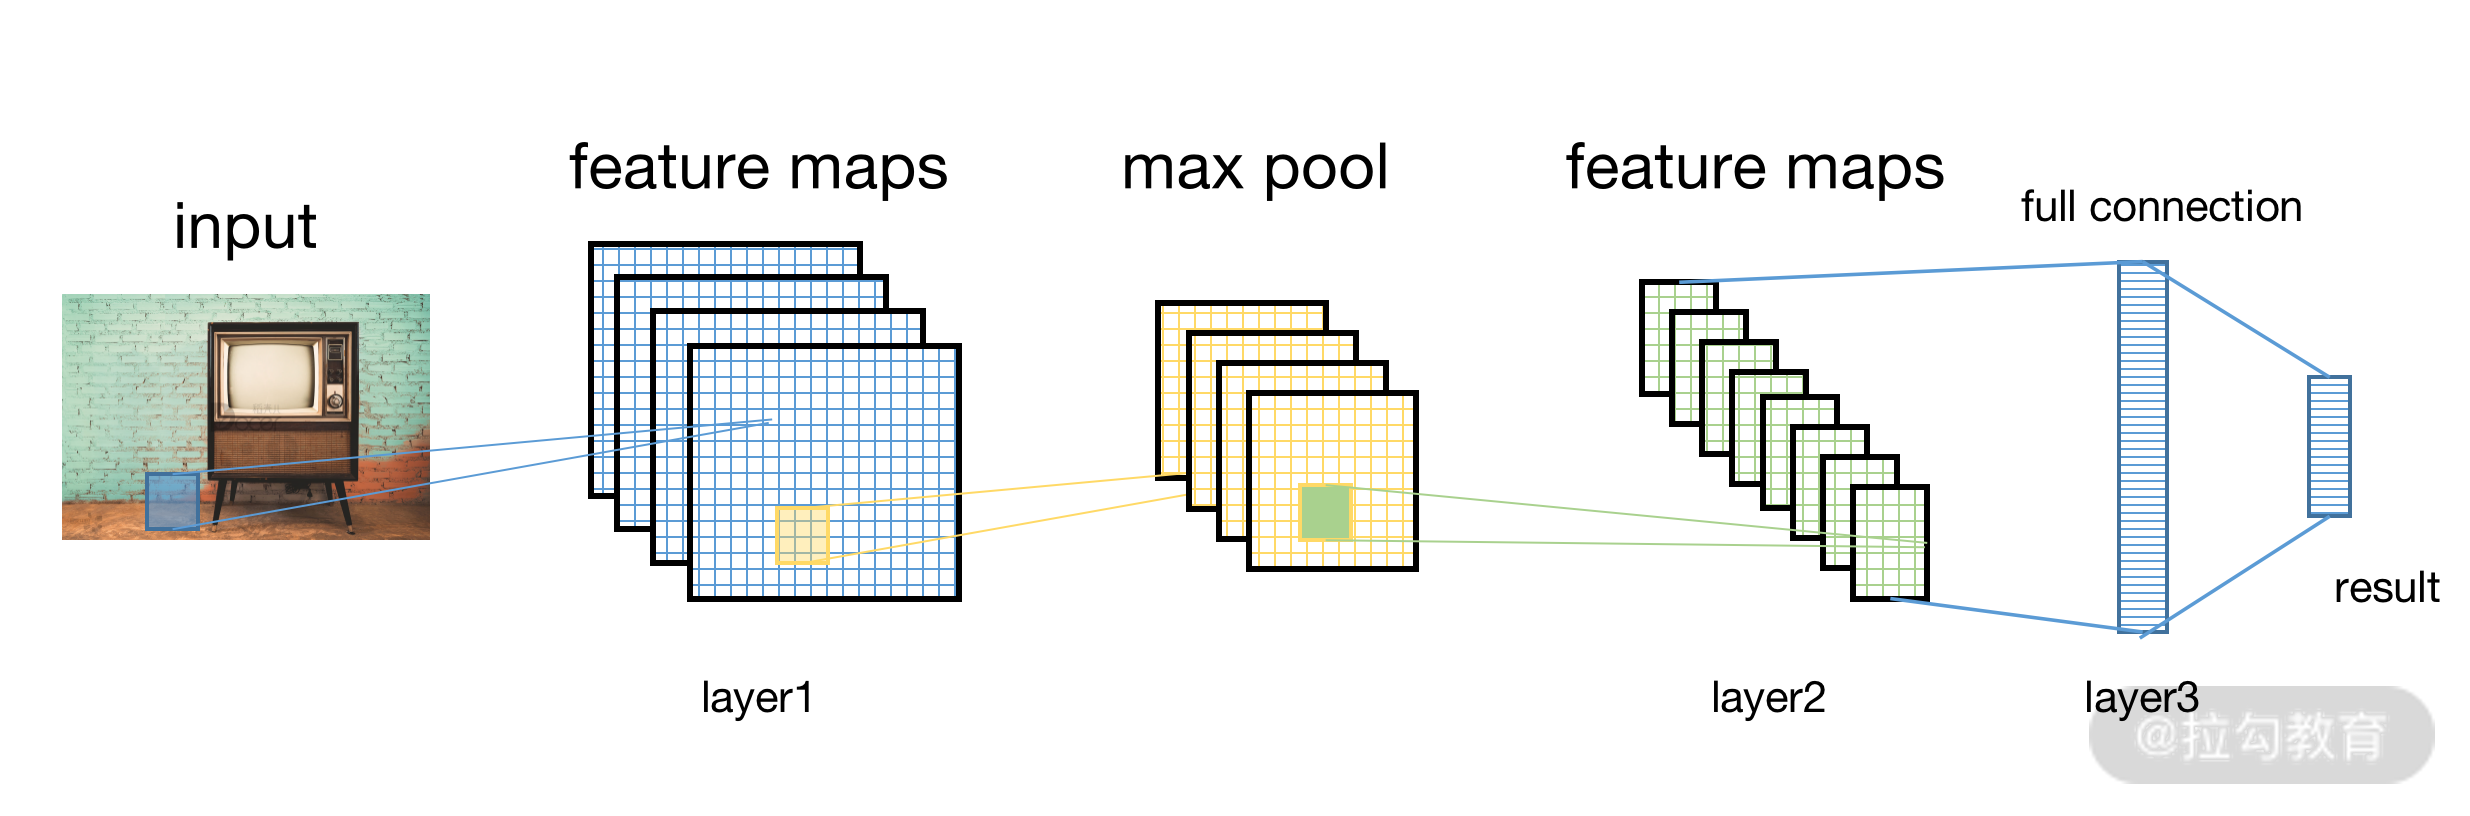 input
feature maps
max pool
feature maps
full connection
result
layer1
layer2
layer3
@拉勾教育